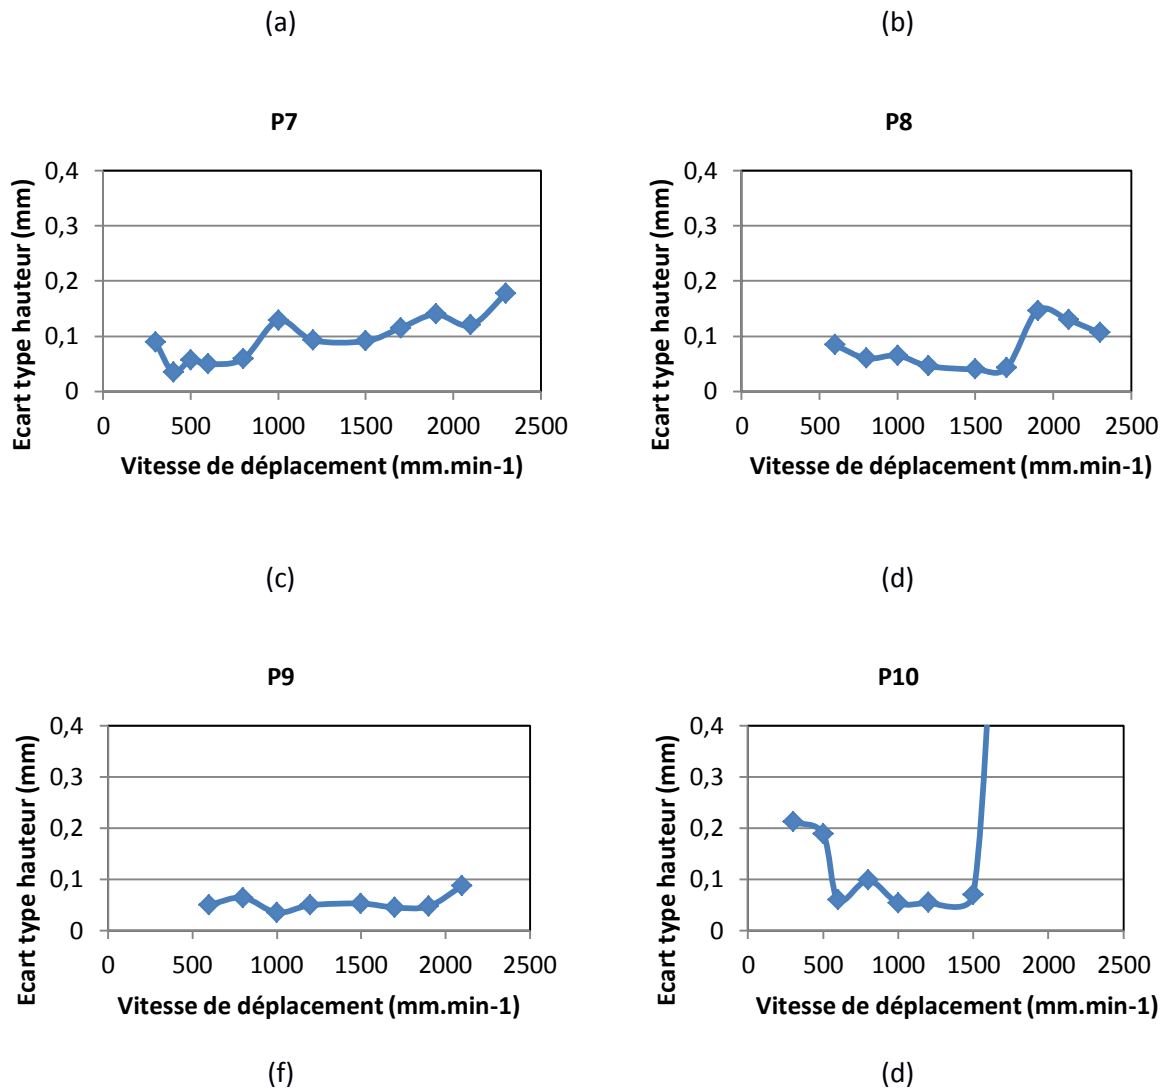 (a)
(b)
P7
0,4
0,3
0,2
0,1
0
0 500 1000 1500 2000 2500
Ecart type hauteur (mm)
Vitesse de déplacement (mm.min-1)
P8
0,4
0,3
0,2
0,1
0
0 500 1000 1500 2000 2500
Ecart type hauteur (mm)
Vitesse de déplacement (mm.min-1)
(c)
(d)
P9
0,4
0,3
0,2
0,1
0
0 500 1000 1500 2000 2500
Ecart type hauteur (mm)
Vitesse de déplacement (mm.min-1)
P10
0,4
0,3
0,2
0,1
0
0 500 1000 1500 2000 2500
Ecart type hauteur (mm)
Vitesse de déplacement (mm.min-1)
(f)
(d)